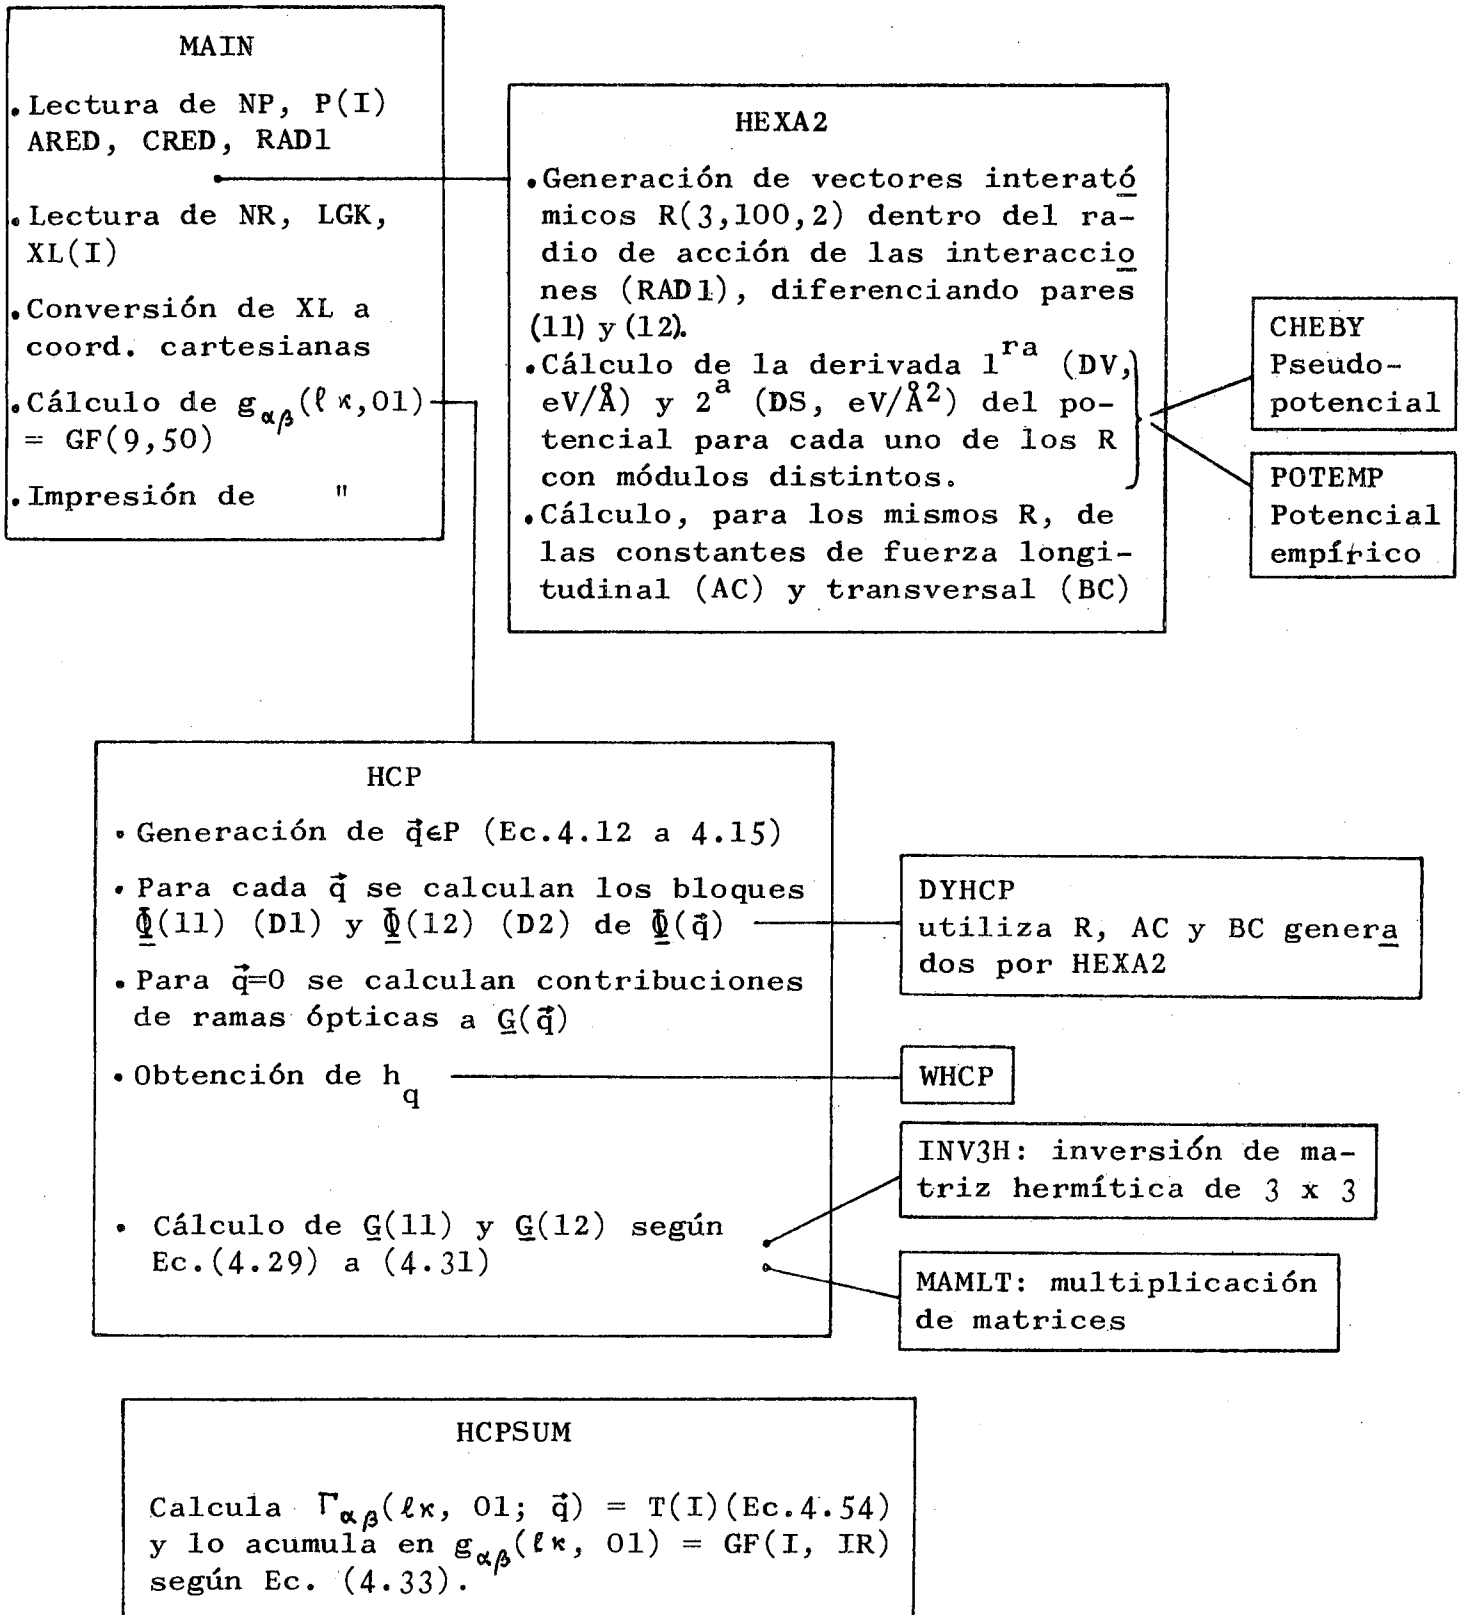 MAIN
.Lectura de NP, P(I)
ARED, CRED, RAD1
.Lectura de NR, LGK,
XL(I)
.Conversión de XL a
coord. cartesianas
.Cálculo de g_αβ(ℓκ,01)
= GF(9,50)
.Impresión de "
HEXA2
.Generación de vectores interató
micos R(3,100,2) dentro del ra-
dio de acción de las interaccio
nes (RAD1), diferenciando pares
(11) y (12).
.Cálculo de la derivada 1ra (DV,
eV/Å) y 2a (DS, eV/Å2) del po-
tencial para cada uno de los R
con módulos distintos.
.Cálculo, para los mismos R, de
las constantes de fuerza longi-
tudinal (AC) y transversal (BC)
CHEBY
Pseudo-
potencial
POTEMP
Potencial
empírico
HCP
. Generación de q⃗ϵP (Ec.4.12 a 4.15)
. Para cada q⃗ se calculan los bloques
Φ(11) (D1) y Φ(12) (D2) de Φ(q⃗)
. Para q⃗=0 se calculan contribuciones
de ramas ópticas a G(q⃗)
. Obtención de h_q
. Cálculo de G(11) y G(12) según
Ec.(4.29) a (4.31)
DYHCP
utiliza R, AC y BC genera
dos por HEXA2
WHCP
INV3H: inversión de ma-
triz hermítica de 3 x 3
MAMLT: multiplicación
de matrices
HCPSUM
Calcula Γ_αβ(ℓκ, 01; q⃗) = T(I)(Ec.4.54)
y lo acumula en g_αβ(ℓκ, 01) = GF(I, IR)
según Ec. (4.33).